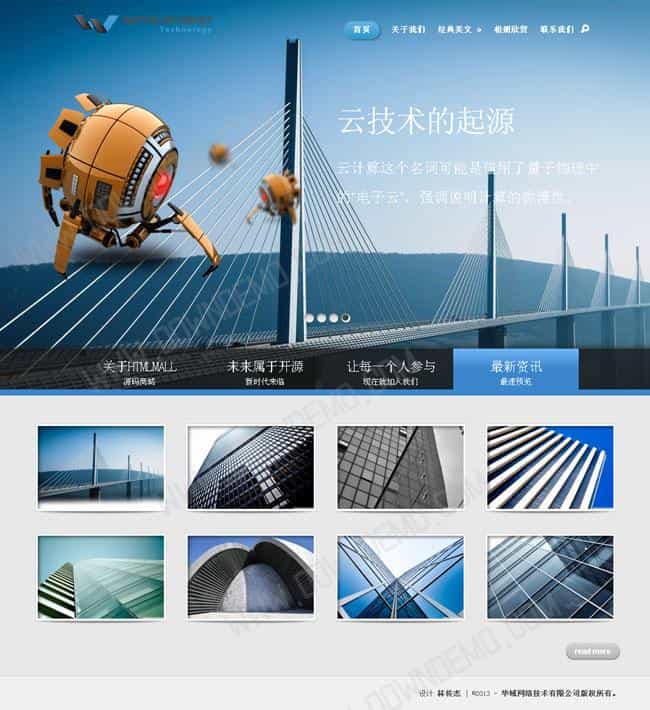 Technology
首页 关于我们 经典美文 相册欣赏 联系我们
云技术的起源
云计算这个名词可能是借用了量子物理中
的"电子云"，强调说明计算的弥漫性、
关于HTMLMALL 未来属于开源 让每一个人参与 最新资讯
源码商城 新时代来临 现在就加入我们 最速预览
read more
设计 林佐杰 | ©2013 - 华域网络技术有限公司版权所有。
WWW.DOWNDEMO.COM